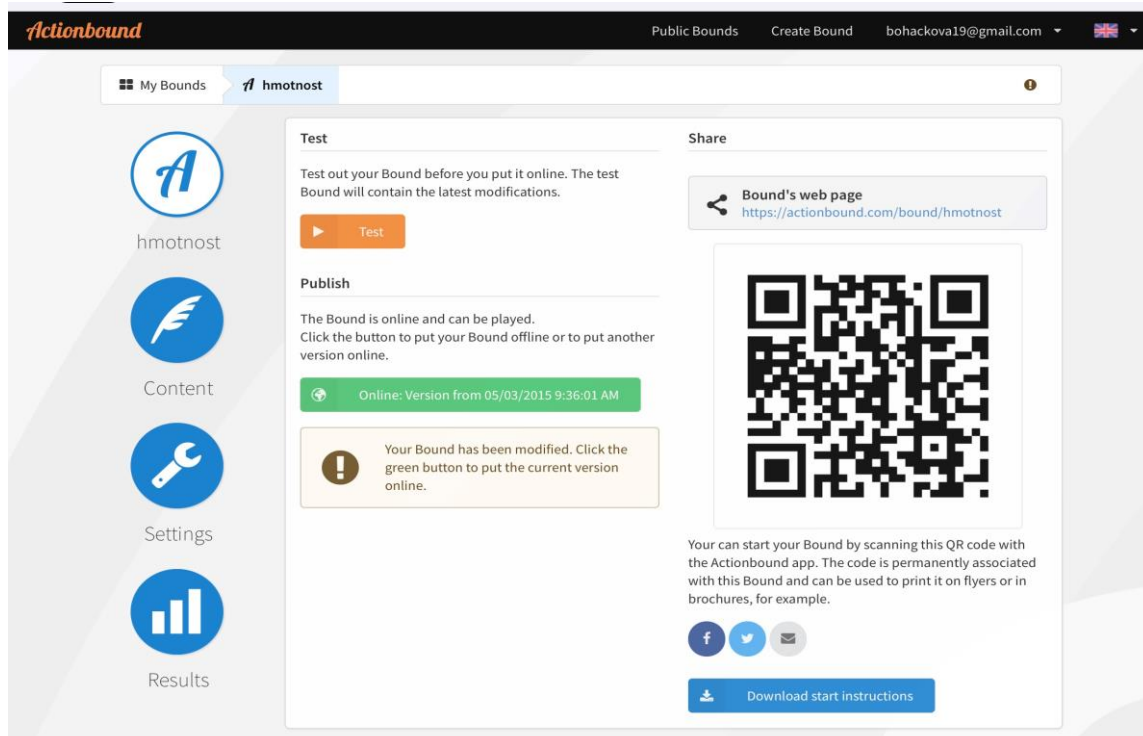 Actionbound
Public Bounds
Create Bound
bohackova19@gmail.com
My Bounds
A hmotnost
A
hmotnost
Content
Settings
Results
Test
Test out your Bound before you put it online. The test
Bound will contain the latest modifications.
Test
Publish
The Bound is online and can be played.
Click the button to put your Bound offline or to put another
version online.
Online: Version from 05/03/2015 9:36:01 AM
Your Bound has been modified. Click the
green button to put the current version
online.
Share
Bound's web page
https://actionbound.com/bound/hmotnost
Your can start your Bound by scanning this QR code with
the Actionbound app. The code is permanently associated
with this Bound and can be used to print it on flyers or in
brochures, for example.
f
Download start instructions